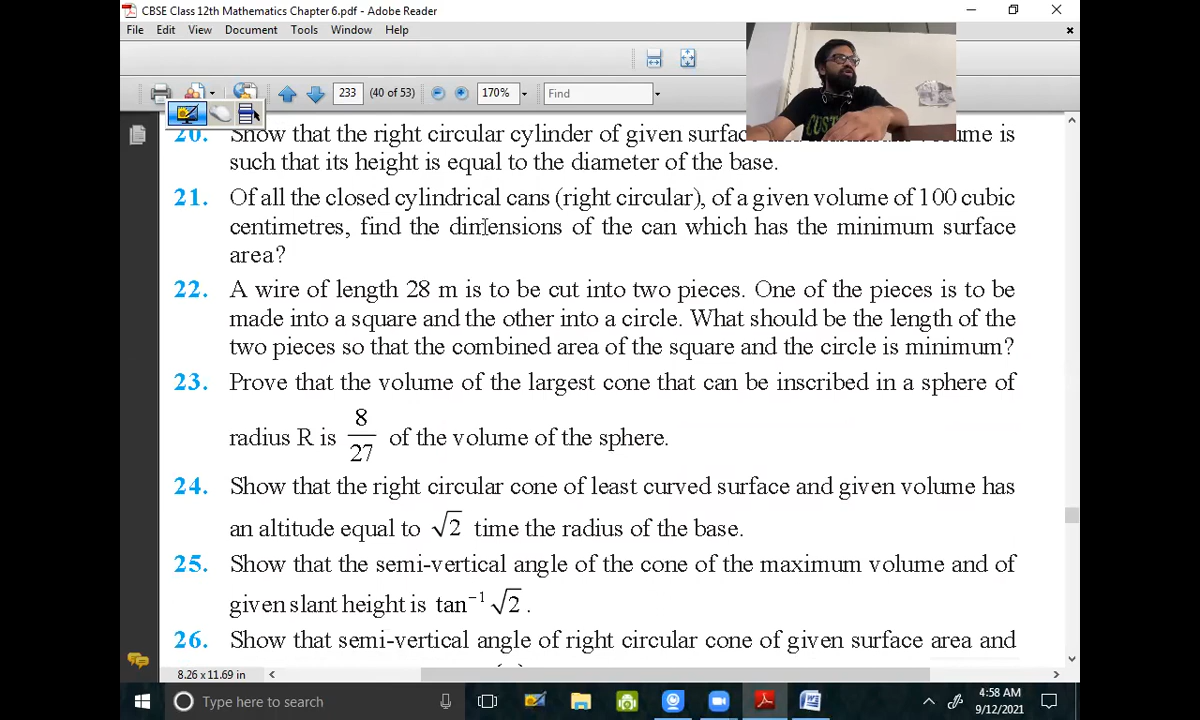 CBSE Class 12th Mathematics Chapter 6.pdf - Adobe Reader
File Edit View Document Tools Window Help
233 (40 of 53) 170% Find
20. Show that the right circular cylinder of given surfac is
such that its height is equal to the diameter of the base.
21. Of all the closed cylindrical cans (right circular), of a given volume of 100 cubic
centimetres, find the dimensions of the can which has the minimum surface
area?
22. A wire of length 28 m is to be cut into two pieces. One of the pieces is to be
made into a square and the other into a circle. What should be the length of the
two pieces so that the combined area of the square and the circle is minimum?
23. Prove that the volume of the largest cone that can be inscribed in a sphere of
radius R is 8/27 of the volume of the sphere.
24. Show that the right circular cone of least curved surface and given volume has
an altitude equal to √2 time the radius of the base.
25. Show that the semi-vertical angle of the cone of the maximum volume and of
given slant height is tan⁻¹ √2 .
26. Show that semi-vertical angle of right circular cone of given surface area and
8.26 x 11.69 in
Type here to search
4:58 AM
9/12/2021